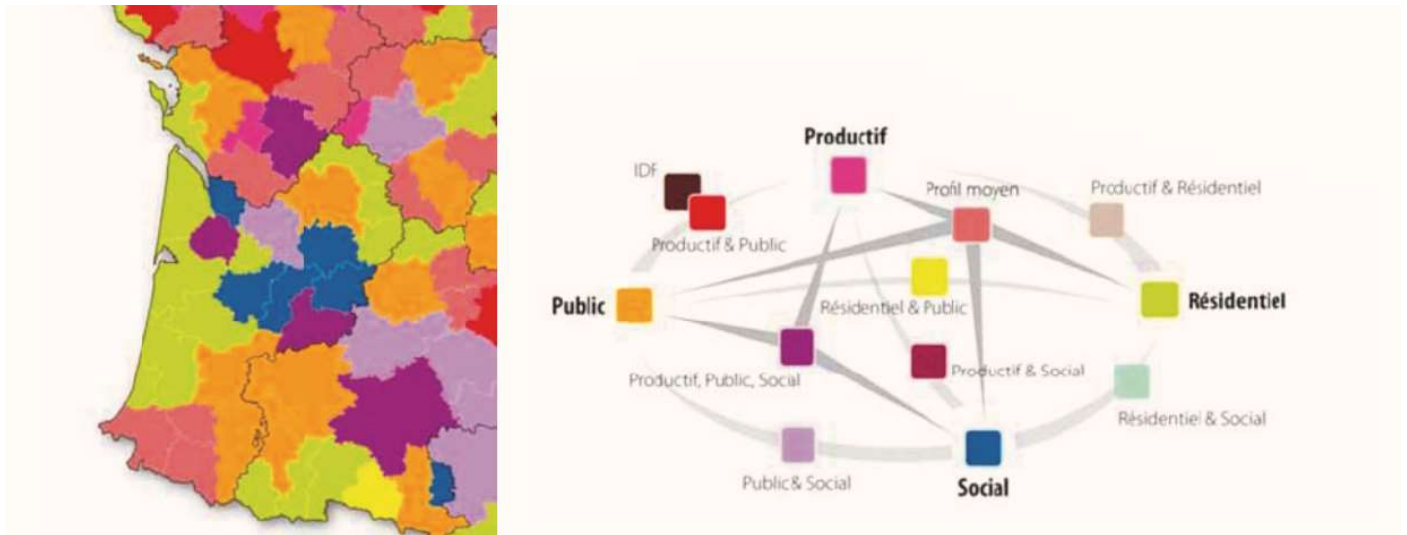 Productif
IDF
Profil moyen
Productif & Résidentiel
Productif & Public
Public
Résidentiel & Public
Résidentiel
Productif, Public, Social
Productif & Social
Résidentiel & Social
Public & Social
Social